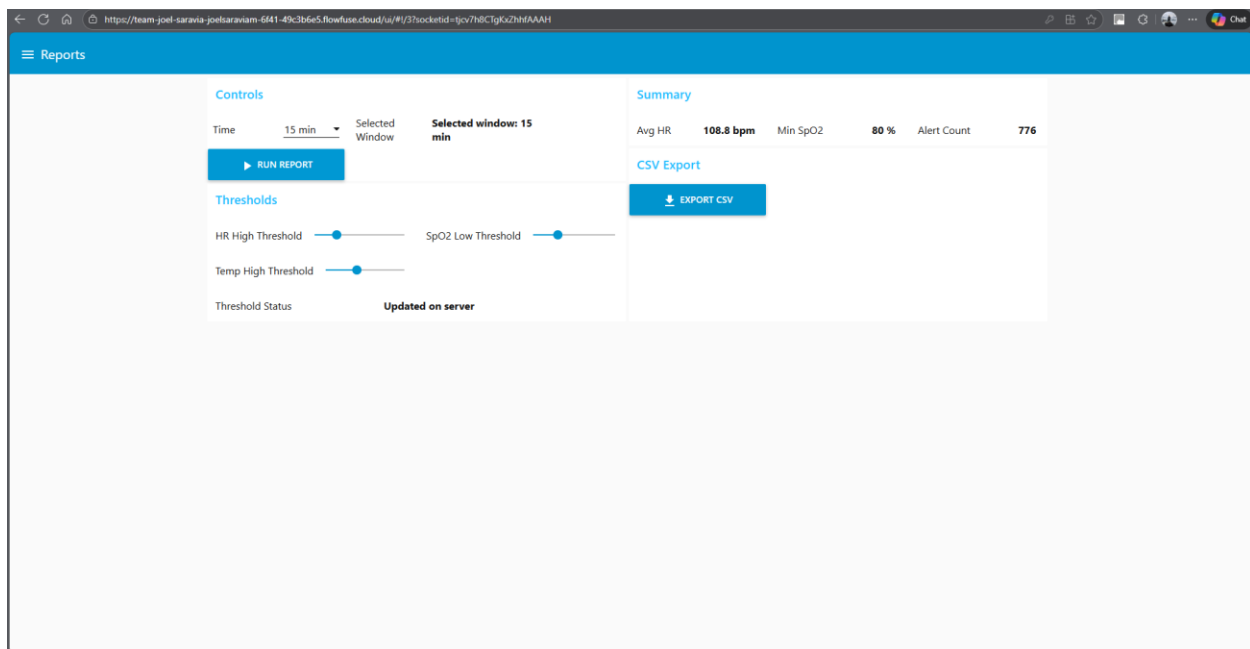 https://team-joel-saravia-joelsaraviam-6f41-49c3b6e5.flowfuse.cloud/ui/#!/3?socketid=tjcv7h8CTgKxZhhfAAAH
Chat
Reports
Controls
Time
15 min
Selected
Window
Selected window: 15
min
RUN REPORT
Thresholds
HR High Threshold
SpO2 Low Threshold
Temp High Threshold
Threshold Status
Updated on server
Summary
Avg HR
108.8 bpm
Min SpO2
80 %
Alert Count
776
CSV Export
EXPORT CSV